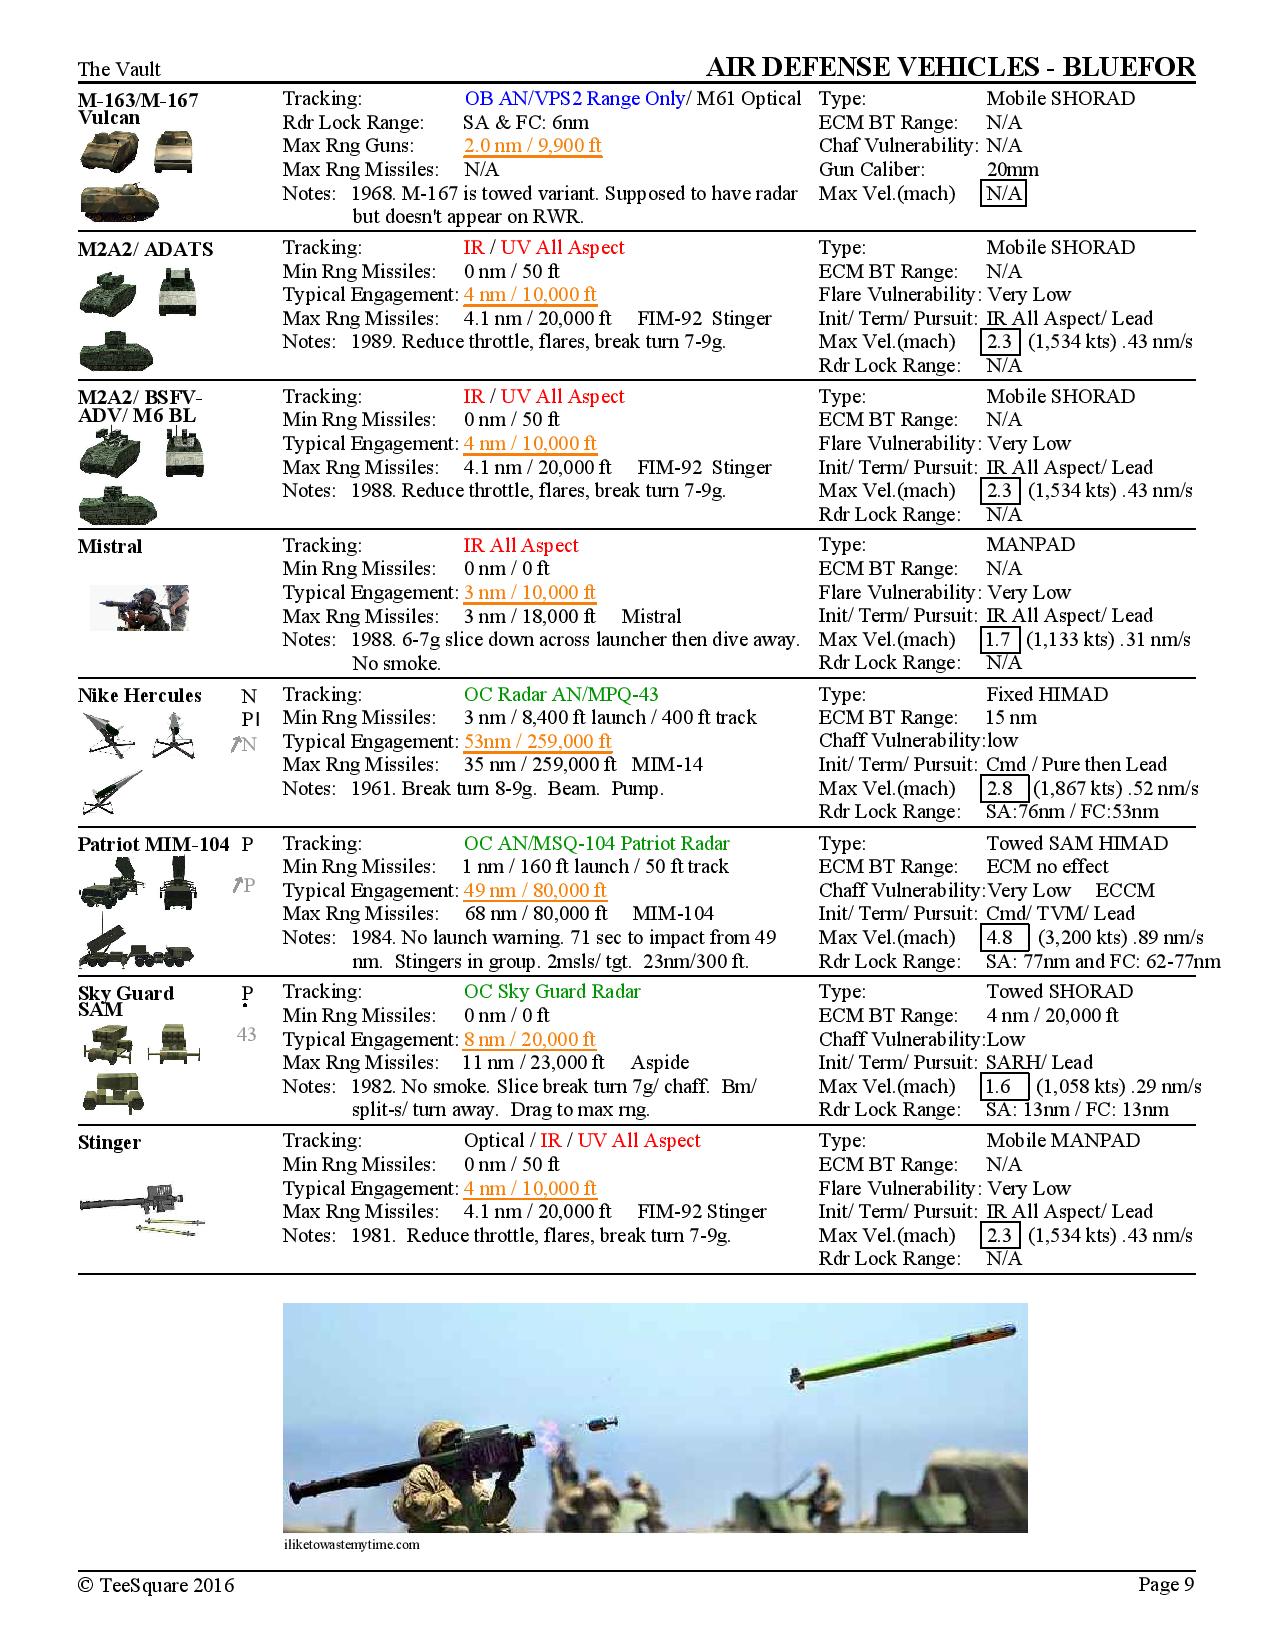 The Vault
AIR DEFENSE VEHICLES - BLUEFOR
M-163/M-167
Vulcan
Tracking: OB AN/VPS2 Range Only/ M61 Optical
Rdr Lock Range: SA & FC: 6nm
Max Rng Guns: 2.0 nm / 9,900 ft
Max Rng Missiles: N/A
Notes: 1968. M-167 is towed variant. Supposed to have radar
but doesn't appear on RWR.
Type: Mobile SHORAD
ECM BT Range: N/A
Chaf Vulnerability: N/A
Gun Caliber: 20mm
Max Vel.(mach) N/A
M2A2/ ADATS
Tracking: IR / UV All Aspect
Min Rng Missiles: 0 nm / 50 ft
Typical Engagement: 4 nm / 10,000 ft
Max Rng Missiles: 4.1 nm / 20,000 ft FIM-92 Stinger
Notes: 1989. Reduce throttle, flares, break turn 7-9g.
Type: Mobile SHORAD
ECM BT Range: N/A
Flare Vulnerability: Very Low
Init/ Term/ Pursuit: IR All Aspect/ Lead
Max Vel.(mach) 2.3 (1,534 kts) .43 nm/s
Rdr Lock Range: N/A
M2A2/ BSFV-
ADV/ M6 BL
Tracking: IR / UV All Aspect
Min Rng Missiles: 0 nm / 50 ft
Typical Engagement: 4 nm / 10,000 ft
Max Rng Missiles: 4.1 nm / 20,000 ft FIM-92 Stinger
Notes: 1988. Reduce throttle, flares, break turn 7-9g.
Type: Mobile SHORAD
ECM BT Range: N/A
Flare Vulnerability: Very Low
Init/ Term/ Pursuit: IR All Aspect/ Lead
Max Vel.(mach) 2.3 (1,534 kts) .43 nm/s
Rdr Lock Range: N/A
Mistral
Tracking: IR All Aspect
Min Rng Missiles: 0 nm / 0 ft
Typical Engagement: 3 nm / 10,000 ft
Max Rng Missiles: 3 nm / 18,000 ft Mistral
Notes: 1988. 6-7g slice down across launcher then dive away.
No smoke.
Type: MANPAD
ECM BT Range: N/A
Flare Vulnerability: Very Low
Init/ Term/ Pursuit: IR All Aspect/ Lead
Max Vel.(mach) 1.7 (1,133 kts) .31 nm/s
Rdr Lock Range: N/A
Nike Hercules N
P|
N
Tracking: OC Radar AN/MPQ-43
Min Rng Missiles: 3 nm / 8,400 ft launch / 400 ft track
Typical Engagement: 53nm / 259,000 ft
Max Rng Missiles: 35 nm / 259,000 ft MIM-14
Notes: 1961. Break turn 8-9g. Beam. Pump.
Type: Fixed HIMAD
ECM BT Range: 15 nm
Chaff Vulnerability:low
Init/ Term/ Pursuit: Cmd / Pure then Lead
Max Vel.(mach) 2.8 (1,867 kts) .52 nm/s
Rdr Lock Range: SA:76nm / FC:53nm
Patriot MIM-104 P
P
Tracking: OC AN/MSQ-104 Patriot Radar
Min Rng Missiles: 1 nm / 160 ft launch / 50 ft track
Typical Engagement: 49 nm / 80,000 ft
Max Rng Missiles: 68 nm / 80,000 ft MIM-104
Notes: 1984. No launch warning. 71 sec to impact from 49
nm. Stingers in group. 2msls/ tgt. 23nm/300 ft.
Type: Towed SAM HIMAD
ECM BT Range: ECM no effect
Chaff Vulnerability:Very Low ECCM
Init/ Term/ Pursuit: Cmd/ TVM/ Lead
Max Vel.(mach) 4.8 (3,200 kts) .89 nm/s
Rdr Lock Range: SA: 77nm and FC: 62-77nm
Sky Guard P
SAM
43
Tracking: OC Sky Guard Radar
Min Rng Missiles: 0 nm / 0 ft
Typical Engagement: 8 nm / 20,000 ft
Max Rng Missiles: 11 nm / 23,000 ft Aspide
Notes: 1982. No smoke. Slice break turn 7g/ chaff. Bm/
split-s/ turn away. Drag to max rng.
Type: Towed SHORAD
ECM BT Range: 4 nm / 20,000 ft
Chaff Vulnerability:Low
Init/ Term/ Pursuit: SARH/ Lead
Max Vel.(mach) 1.6 (1,058 kts) .29 nm/s
Rdr Lock Range: SA: 13nm / FC: 13nm
Stinger
Tracking: Optical / IR / UV All Aspect
Min Rng Missiles: 0 nm / 50 ft
Typical Engagement: 4 nm / 10,000 ft
Max Rng Missiles: 4.1 nm / 20,000 ft FIM-92 Stinger
Notes: 1981. Reduce throttle, flares, break turn 7-9g.
Type: Mobile MANPAD
ECM BT Range: N/A
Flare Vulnerability: Very Low
Init/ Term/ Pursuit: IR All Aspect/ Lead
Max Vel.(mach) 2.3 (1,534 kts) .43 nm/s
Rdr Lock Range: N/A
iliketowastemytime.com
© TeeSquare 2016
Page 9